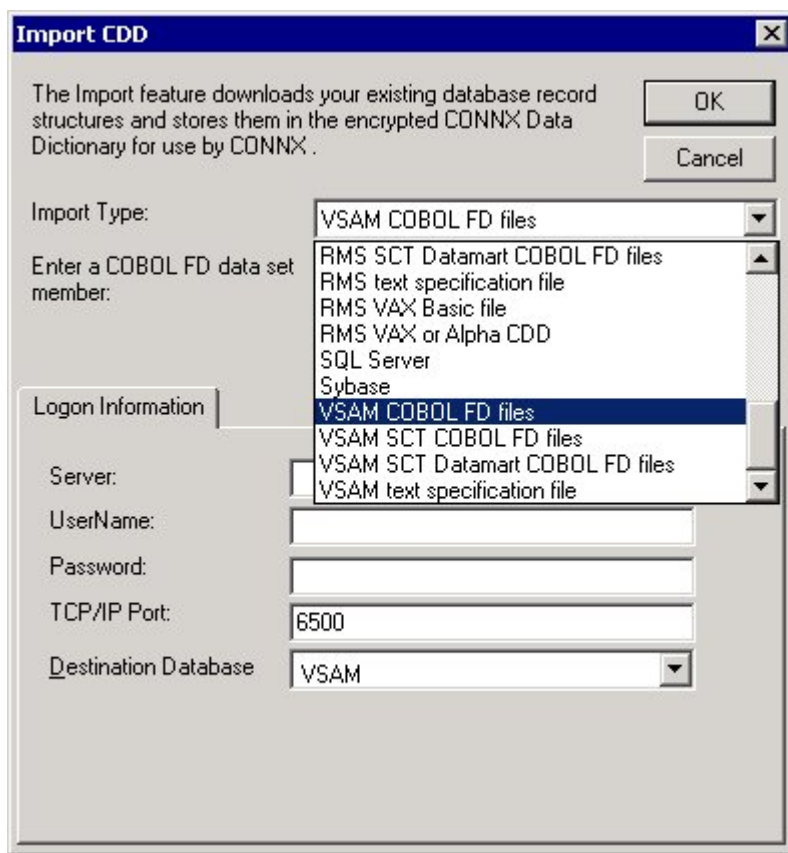 Import CDD
The Import feature downloads your existing database record
structures and stores them in the encrypted CONNX Data
Dictionary for use by CONNX .
OK
Cancel
Import Type:
VSAM COBOL FD files
Enter a COBOL FD data set
member:
RMS SCT Datamart COBOL FD files
RMS text specification file
RMS VAX Basic file
RMS VAX or Alpha CDD
SQL Server
Sybase
VSAM COBOL FD files
VSAM SCT COBOL FD files
VSAM SCT Datamart COBOL FD files
VSAM text specification file
Logon Information
Server:
UserName:
Password:
TCP/IP Port:
6500
Destination Database
VSAM